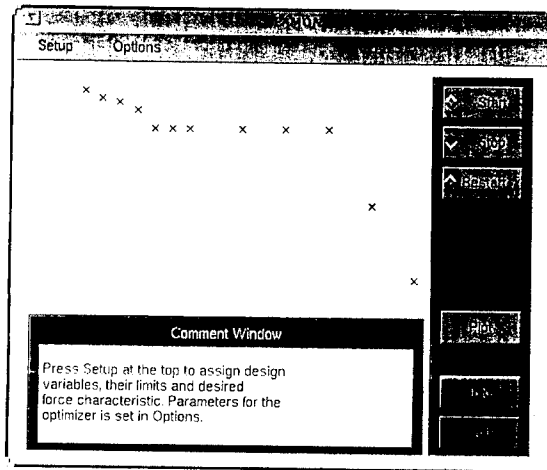 Setup Options
Start
Stop
Restart
Plot
Comment Window
Press Setup at the top to assign design
variables, their limits and desired
force characteristic. Parameters for the
optimizer is set in Options.